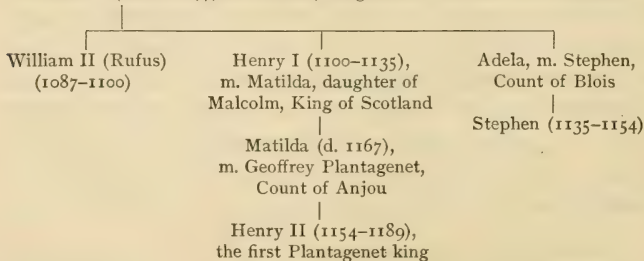 William II (Rufus)
(1087–1100)
Henry I (1100–1135),
m. Matilda, daughter of
Malcolm, King of Scotland
Matilda (d. 1167),
m. Geoffrey Plantagenet,
Count of Anjou
Henry II (1154–1189),
the first Plantagenet king
Adela, m. Stephen,
Count of Blois
Stephen (1135–1154)